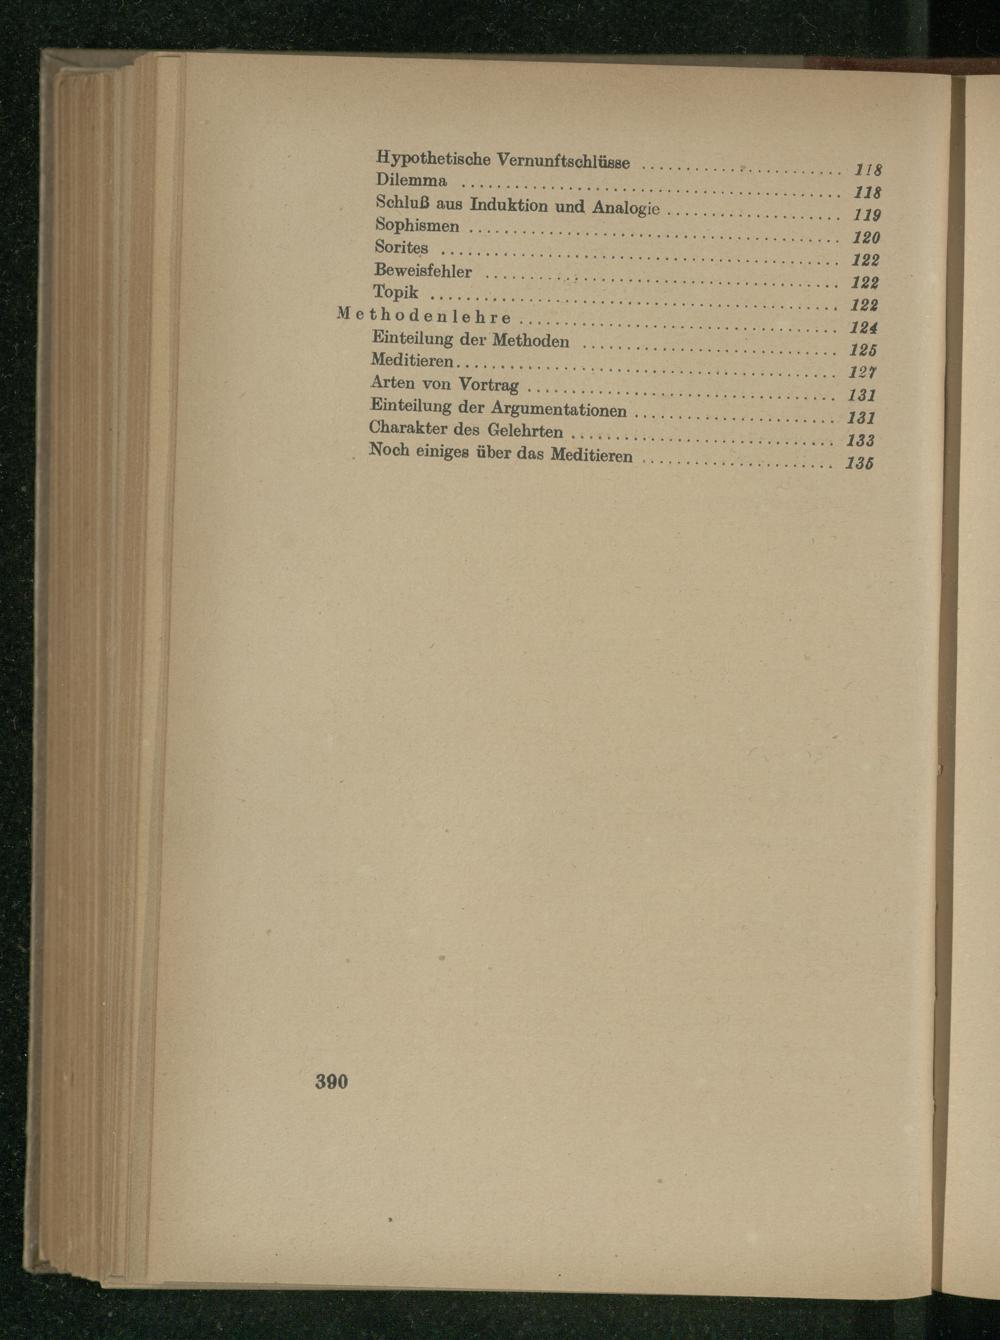 Hypothetische Vernunftschlüsse ...................... 118
Dilemma .......................................... 118
Schluß aus Induktion und Analogie .................... 119
Sophismen ......................................... 120
Sorites ............................................ 122
Beweisfehler ....................................... 122
Topik ............................................. 122
Methodenlehre .................................... 124
Einteilung der Methoden ............................. 125
Meditieren .......................................... 127
Arten von Vortrag ................................... 131
Einteilung der Argumentationen ....................... 131
Charakter des Gelehrten .............................. 133
Noch einiges über das Meditieren ...................... 135
390